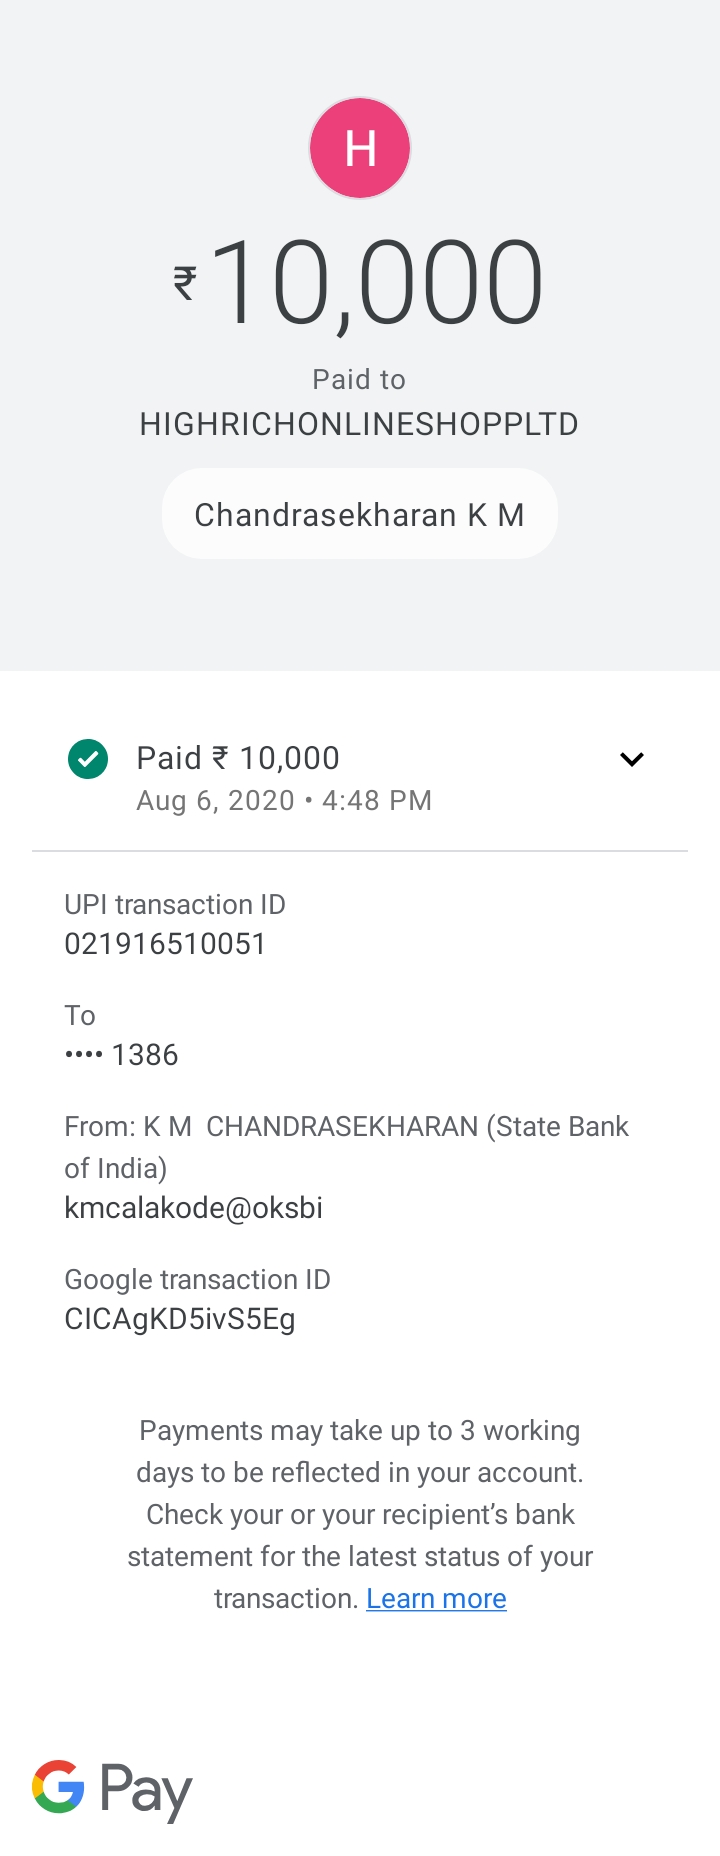 H
₹10,000
Paid to
HIGHRICHONLINESHOPPLTD
Chandrasekharan K M
Paid ₹ 10,000
Aug 6, 2020 • 4:48 PM
UPI transaction ID
021916510051
To
•••• 1386
From: K M  CHANDRASEKHARAN (State Bank
of India)
kmcalakode@oksbi
Google transaction ID
CICAgKD5ivS5Eg
Payments may take up to 3 working
days to be reflected in your account.
Check your or your recipient’s bank
statement for the latest status of your
transaction. Learn more
G Pay